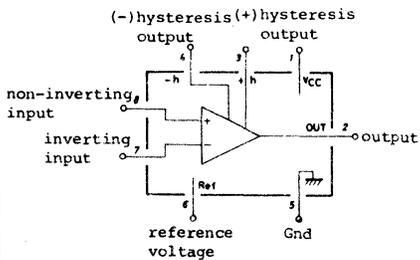 (-)hysteresis (+)hysteresis
output output
4 3 1
-h +h VCC
non-inverting
input
8
+
OUT 2 output
inverting
input
7
-
Ref
6 5
reference
voltage
Gnd